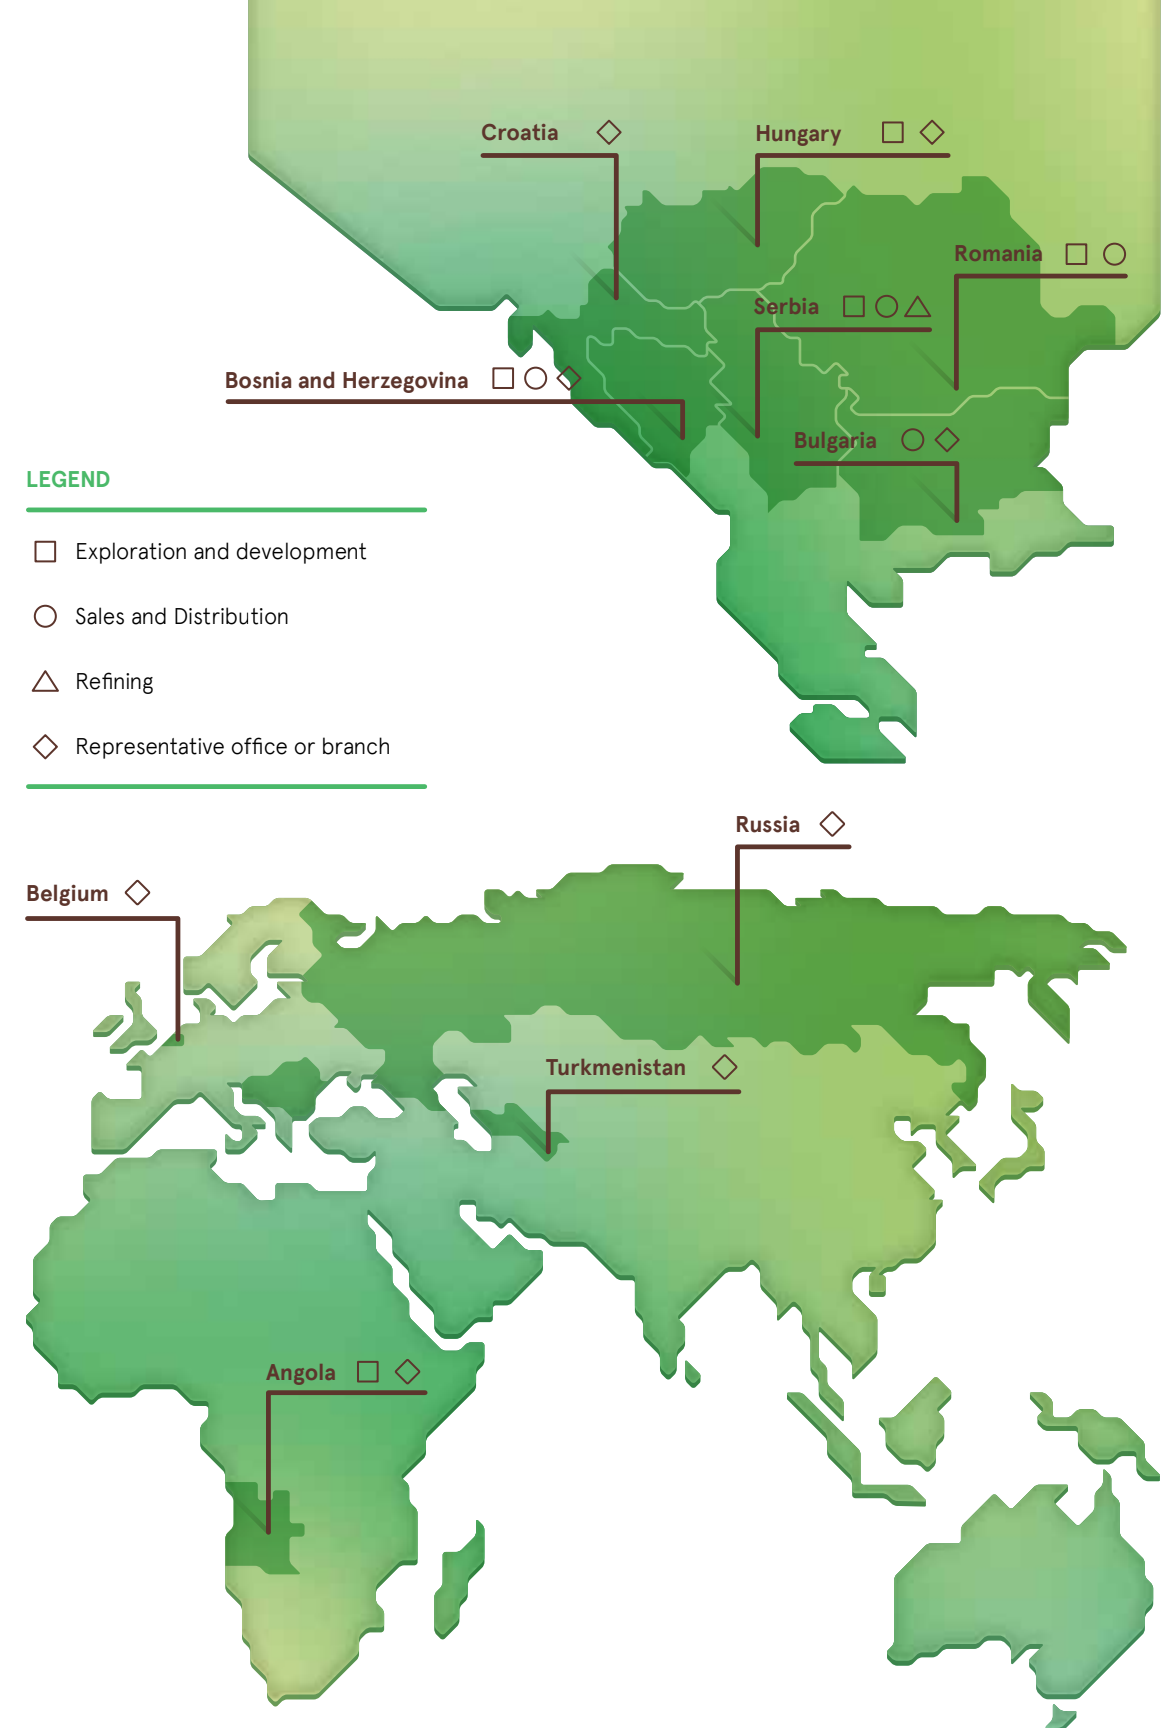 Croatia
Hungary
Romania
Serbia
Bosnia and Herzegovina
Bulgaria
LEGEND
Exploration and development
Sales and Distribution
Refining
Representative office or branch
Russia
Belgium
Turkmenistan
Angola